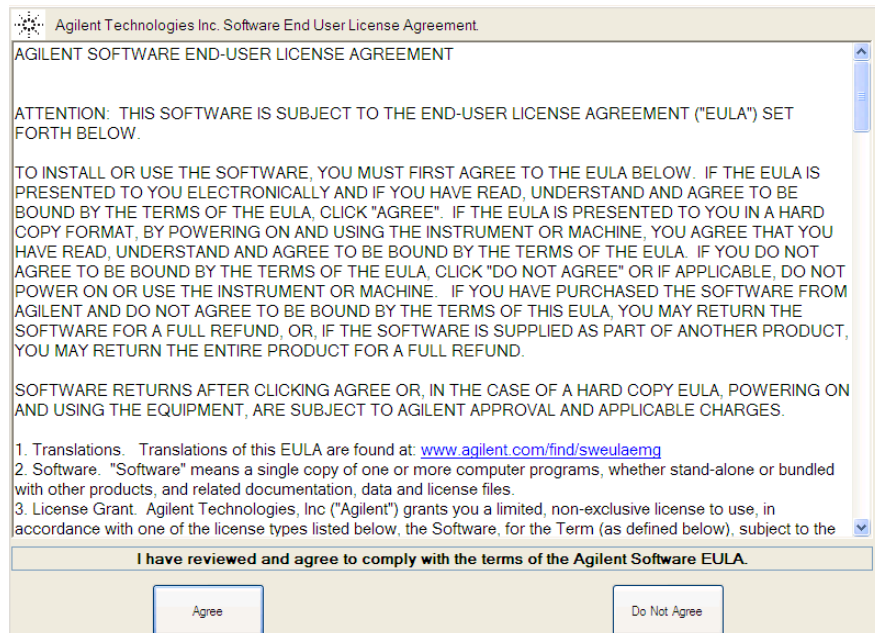 Agilent Technologies Inc. Software End User License Agreement.
AGILENT SOFTWARE END-USER LICENSE AGREEMENT
ATTENTION:  THIS SOFTWARE IS SUBJECT TO THE END-USER LICENSE AGREEMENT ("EULA") SET
FORTH BELOW.
TO INSTALL OR USE THE SOFTWARE, YOU MUST FIRST AGREE TO THE EULA BELOW.  IF THE EULA IS
PRESENTED TO YOU ELECTRONICALLY AND IF YOU HAVE READ, UNDERSTAND AND AGREE TO BE
BOUND BY THE TERMS OF THE EULA, CLICK "AGREE".  IF THE EULA IS PRESENTED TO YOU IN A HARD
COPY FORMAT, BY POWERING ON AND USING THE INSTRUMENT OR MACHINE, YOU AGREE THAT YOU
HAVE READ, UNDERSTAND AND AGREE TO BE BOUND BY THE TERMS OF THE EULA.  IF YOU DO NOT
AGREE TO BE BOUND BY THE TERMS OF THE EULA, CLICK "DO NOT AGREE" OR IF APPLICABLE, DO NOT
POWER ON OR USE THE INSTRUMENT OR MACHINE.   IF YOU HAVE PURCHASED THE SOFTWARE FROM
AGILENT AND DO NOT AGREE TO BE BOUND BY THE TERMS OF THIS EULA, YOU MAY RETURN THE
SOFTWARE FOR A FULL REFUND, OR, IF THE SOFTWARE IS SUPPLIED AS PART OF ANOTHER PRODUCT,
YOU MAY RETURN THE ENTIRE PRODUCT FOR A FULL REFUND.
SOFTWARE RETURNS AFTER CLICKING AGREE OR, IN THE CASE OF A HARD COPY EULA, POWERING ON
AND USING THE EQUIPMENT, ARE SUBJECT TO AGILENT APPROVAL AND APPLICABLE CHARGES.
1. Translations.   Translations of this EULA are found at: www.agilent.com/find/sweulaemg
2. Software.  "Software" means a single copy of one or more computer programs, whether stand-alone or bundled
with other products, and related documentation, data and license files.
3. License Grant.  Agilent Technologies, Inc ("Agilent") grants you a limited, non-exclusive license to use, in
accordance with one of the license types listed below, the Software, for the Term (as defined below), subject to the
I have reviewed and agree to comply with the terms of the Agilent Software EULA.
Agree
Do Not Agree